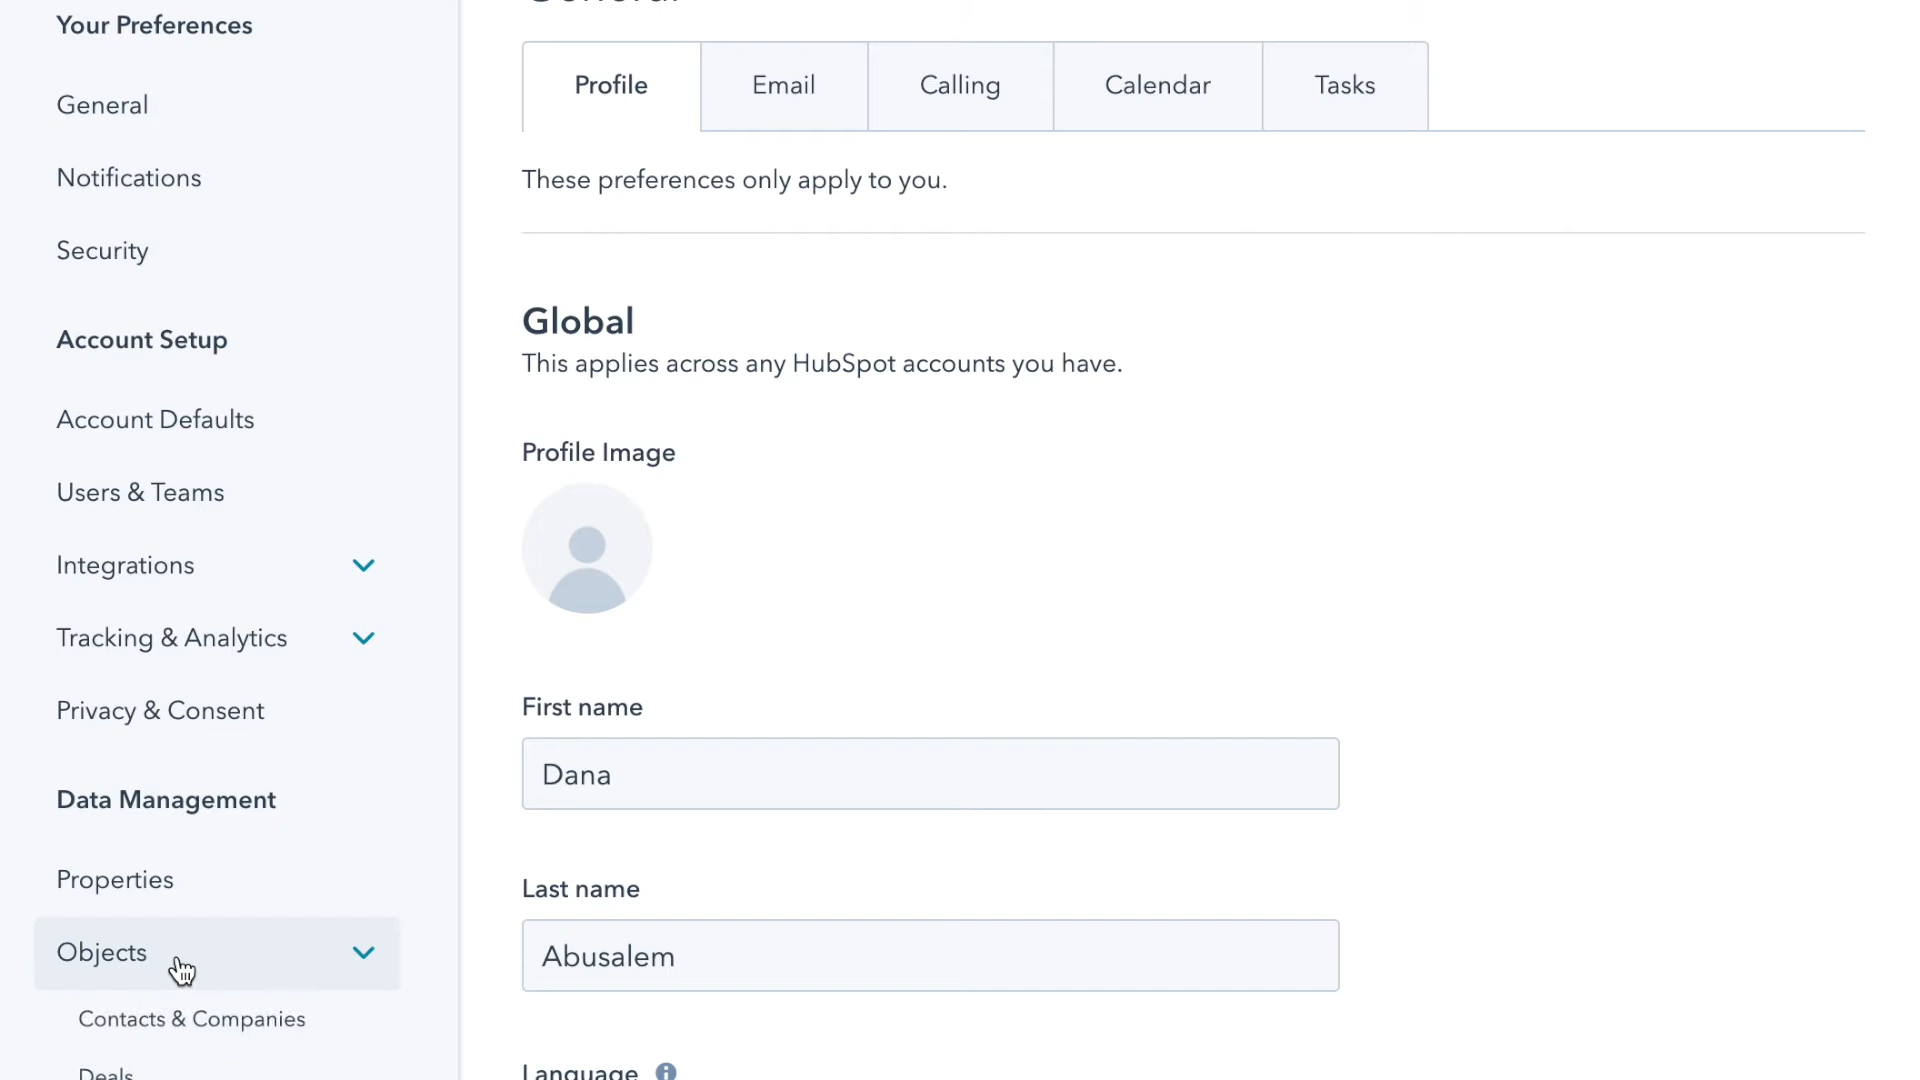 Your Preferences
General
Notifications
Security
Account Setup
Account Defaults
Users & Teams
Integrations
Tracking & Analytics
Privacy & Consent
Data Management
Properties
Objects
Contacts & Companies
Deals
General
Profile
Email
Calling
Calendar
Tasks
These preferences only apply to you.
Global
This applies across any HubSpot accounts you have.
Profile Image
First name
Dana
Last name
Abusalem
Language